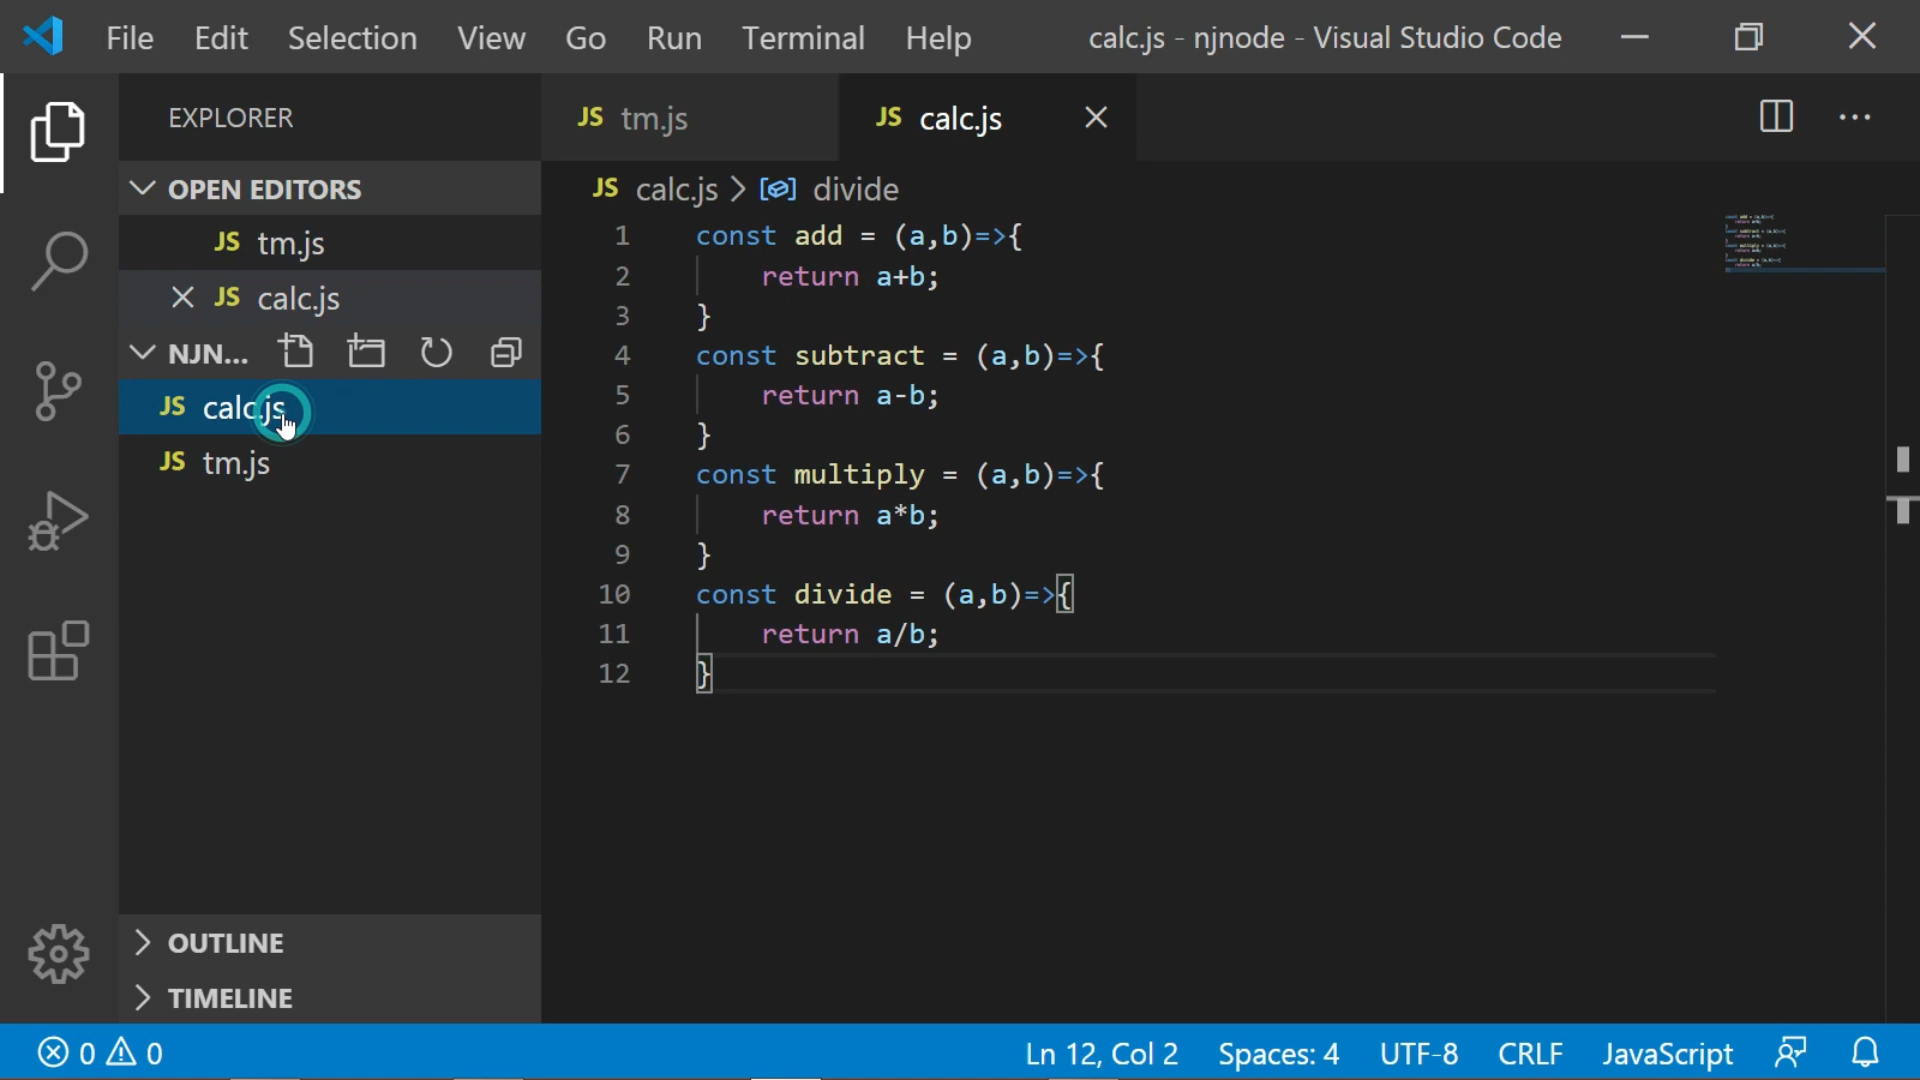 File Edit Selection View Go Run Terminal Help calc.js - njnode - Visual Studio Code
EXPLORER
OPEN EDITORS
JS tm.js
JS calc.js
NJN...
JS calc.js
JS tm.js
OUTLINE
TIMELINE
JS tm.js JS calc.js
JS calc.js > divide
1 const add = (a,b)=>{
2 return a+b;
3 }
4 const subtract = (a,b)=>{
5 return a-b;
6 }
7 const multiply = (a,b)=>{
8 return a*b;
9 }
10 const divide = (a,b)=>{
11 return a/b;
12 }
0 0 Ln 12, Col 2 Spaces: 4 UTF-8 CRLF JavaScript